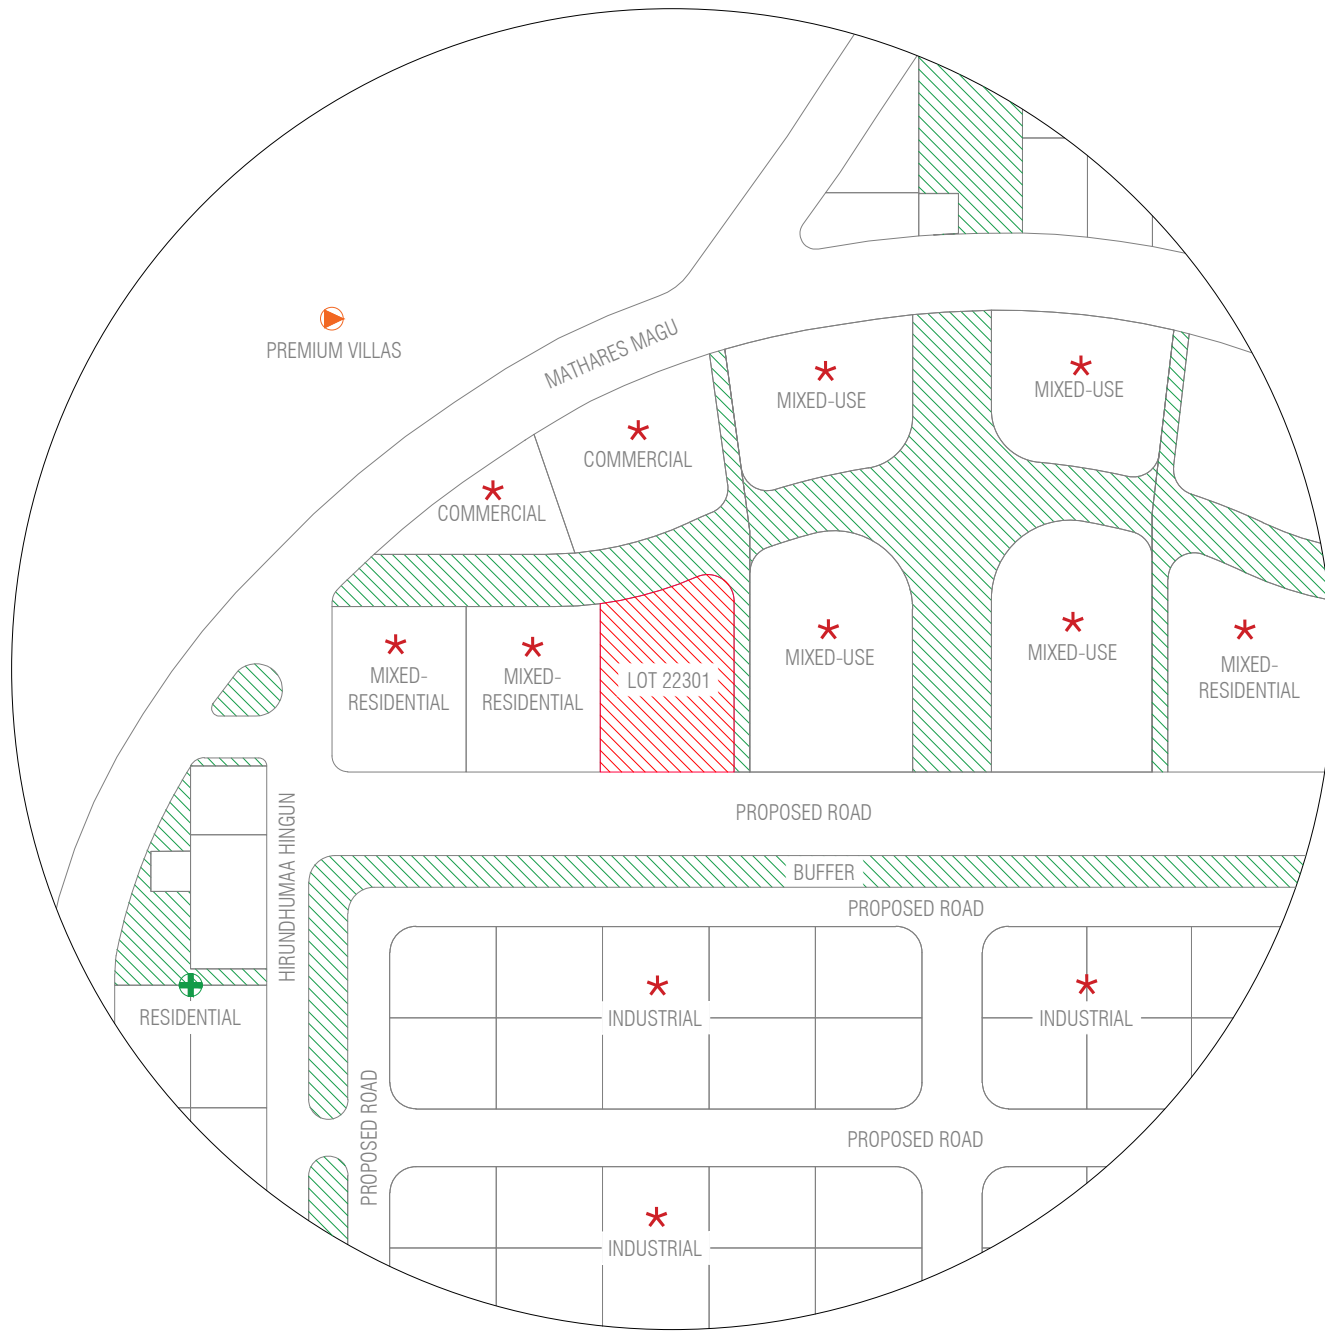 PREMIUM VILLAS
MATHARES MAGU
MIXED-USE
MIXED-USE
COMMERCIAL
COMMERCIAL
MIXED-
RESIDENTIAL
MIXED-
RESIDENTIAL
LOT 22301
MIXED-USE
MIXED-USE
MIXED-
RESIDENTIAL
PROPOSED ROAD
HIRUNDHUMAA HINGUN
BUFFER
PROPOSED ROAD
RESIDENTIAL
INDUSTRIAL
INDUSTRIAL
PROPOSED ROAD
PROPOSED ROAD
INDUSTRIAL